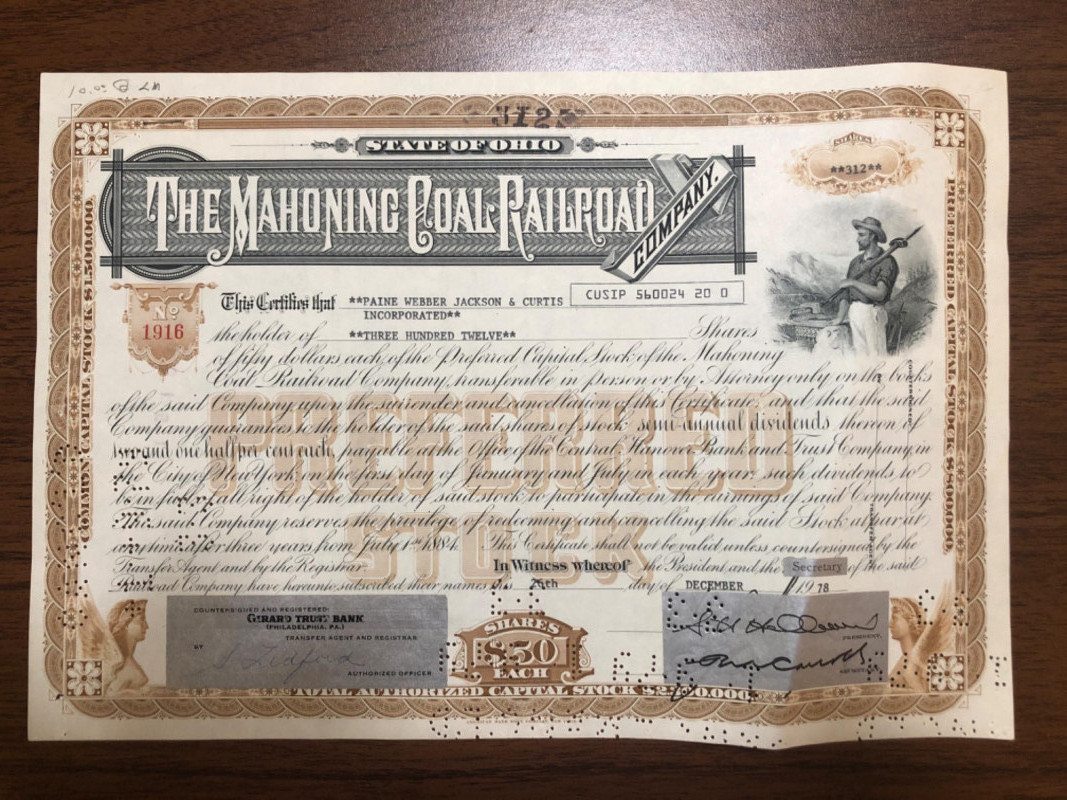 3125
STATE OF OHIO
SHARES
**312**
THE MAHONING COAL RAILROAD COMPANY.
CUSIP 560024 20 0
No
1916
This Certifies that **PAINE WEBBER JACKSON & CURTIS
INCORPORATED**
the holder of **THREE HUNDRED TWELVE** Shares
of fifty dollars each, of the Preferred Capital Stock of the Mahoning
Coal Railroad Company, transferable in person or by Attorney only on the books
of the said Company upon the surrender and cancellation of this Certificate, and that the said
Company guarantees to the holder of the said shares of stock semi-annual dividends thereon of
two and one half per cent each, payable at the Office of the Central Hanover Bank and Trust Company, in
the City of New York on the first days of January and July in each year such dividends to
be in full of all right of the holder of said stock to participate in the earnings of said Company.
The said Company reserves the privilege of redeeming and cancelling the said Stock at par at
any time after three years from July 1st 1884. This Certificate shall not be valid unless countersigned by the
Transfer Agent and by the Registrar.
In Witness whereof the President and the Secretary of the said
Railroad Company have hereunto subscribed their names this 26th day of DECEMBER 1978
PREFERRED
STOCK
COUNTERSIGNED AND REGISTERED:
GIRARD TRUST BANK
(PHILADELPHIA, PA.)
TRANSFER AGENT AND REGISTRAR
BY
AUTHORIZED OFFICER
SHARES
$50
EACH
PRESIDENT.
TOTAL AUTHORIZED CAPITAL STOCK
COMMON CAPITAL STOCK $1,500,000.
PREFERRED CAPITAL STOCK